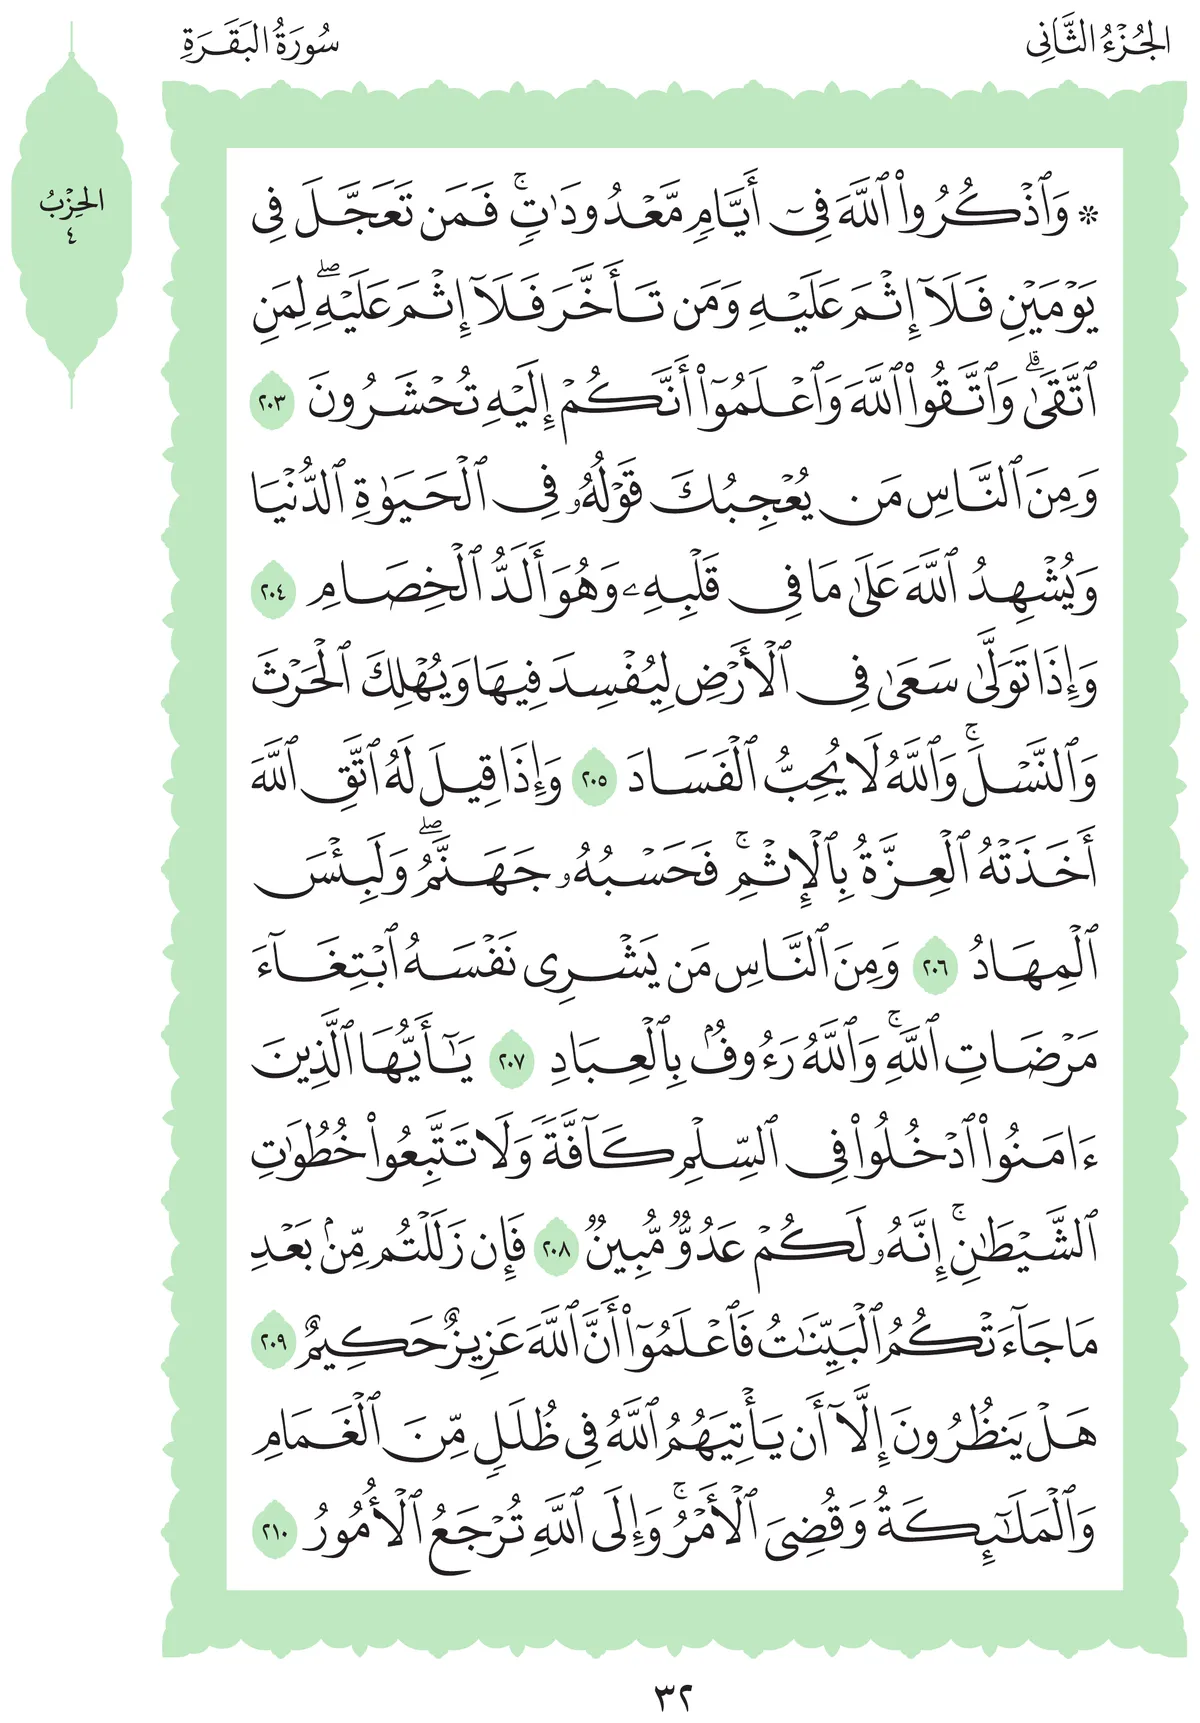 الجُزْءُ الثَّانِي
سُورَةُ البَقَرَةِ
الحِزْبُ
٤
۞ وَٱذْكُرُوا۟ ٱللَّهَ فِىٓ أَيَّامٍ مَّعْدُودَٰتٍ ۚ فَمَن تَعَجَّلَ فِى
يَوْمَيْنِ فَلَآ إِثْمَ عَلَيْهِ وَمَن تَأَخَّرَ فَلَآ إِثْمَ عَلَيْهِ ۖ لِمَنِ
ٱتَّقَىٰ ۗ وَٱتَّقُوا۟ ٱللَّهَ وَٱعْلَمُوٓا۟ أَنَّكُمْ إِلَيْهِ تُحْشَرُونَ ٢٠٣
وَمِنَ ٱلنَّاسِ مَن يُعْجِبُكَ قَوْلُهُۥ فِى ٱلْحَيَوٰةِ ٱلدُّنْيَا
وَيُشْهِدُ ٱللَّهَ عَلَىٰ مَا فِى قَلْبِهِۦ وَهُوَ أَلَدُّ ٱلْخِصَامِ ٢٠٤
وَإِذَا تَوَلَّىٰ سَعَىٰ فِى ٱلْأَرْضِ لِيُفْسِدَ فِيهَا وَيُهْلِكَ ٱلْحَرْثَ
وَٱلنَّسْلَ ۚ وَٱللَّهُ لَا يُحِبُّ ٱلْفَسَادَ ٢٠٥ وَإِذَا قِيلَ لَهُ ٱتَّقِ ٱللَّهَ
أَخَذَتْهُ ٱلْعِزَّةُ بِٱلْإِثْمِ ۚ فَحَسْبُهُۥ جَهَنَّمُ ۖ وَلَبِئْسَ
ٱلْمِهَادُ ٢٠٦ وَمِنَ ٱلنَّاسِ مَن يَشْرِى نَفْسَهُ ٱبْتِغَآءَ
مَرْضَاتِ ٱللَّهِ ۚ وَٱللَّهُ رَءُوفٌۢ بِٱلْعِبَادِ ٢٠٧ يَٰٓأَيُّهَا ٱلَّذِينَ
ءَامَنُوا۟ ٱدْخُلُوا۟ فِى ٱلسِّلْمِ كَآفَّةً وَلَا تَتَّبِعُوا۟ خُطُوَٰتِ
ٱلشَّيْطَٰنِ ۚ إِنَّهُۥ لَكُمْ عَدُوٌّ مُّبِينٌ ٢٠٨ فَإِن زَلَلْتُم مِّنۢ بَعْدِ
مَا جَآءَتْكُمُ ٱلْبَيِّنَٰتُ فَٱعْلَمُوٓا۟ أَنَّ ٱللَّهَ عَزِيزٌ حَكِيمٌ ٢٠٩
هَلْ يَنظُرُونَ إِلَّآ أَن يَأْتِيَهُمُ ٱللَّهُ فِى ظُلَلٍ مِّنَ ٱلْغَمَامِ
وَٱلْمَلَٰٓئِكَةُ وَقُضِىَ ٱلْأَمْرُ ۚ وَإِلَى ٱللَّهِ تُرْجَعُ ٱلْأُمُورُ ٢١٠
٣٢